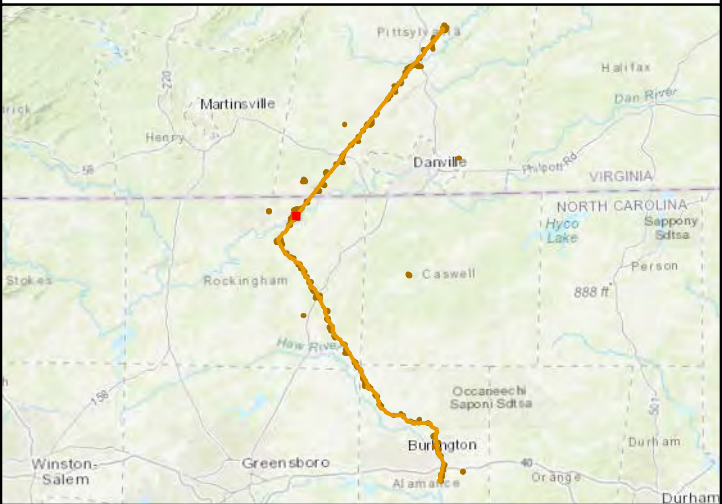 Pittsylvania
220
Halifax
Martinsville
Dan River
Henry
58
Danville
Philpott Rd
VIRGINIA
NORTH CAROLINA
Hyco
Lake
Sappony
Sdtsa
Stokes
Rockingham
Caswell
Person
888 ft
Haw River
158
Occaneechi
Saponi Sdtsa
501
Burlington
Durham
Winston-
Salem
Greensboro
40
Orange
Alamance
Durham